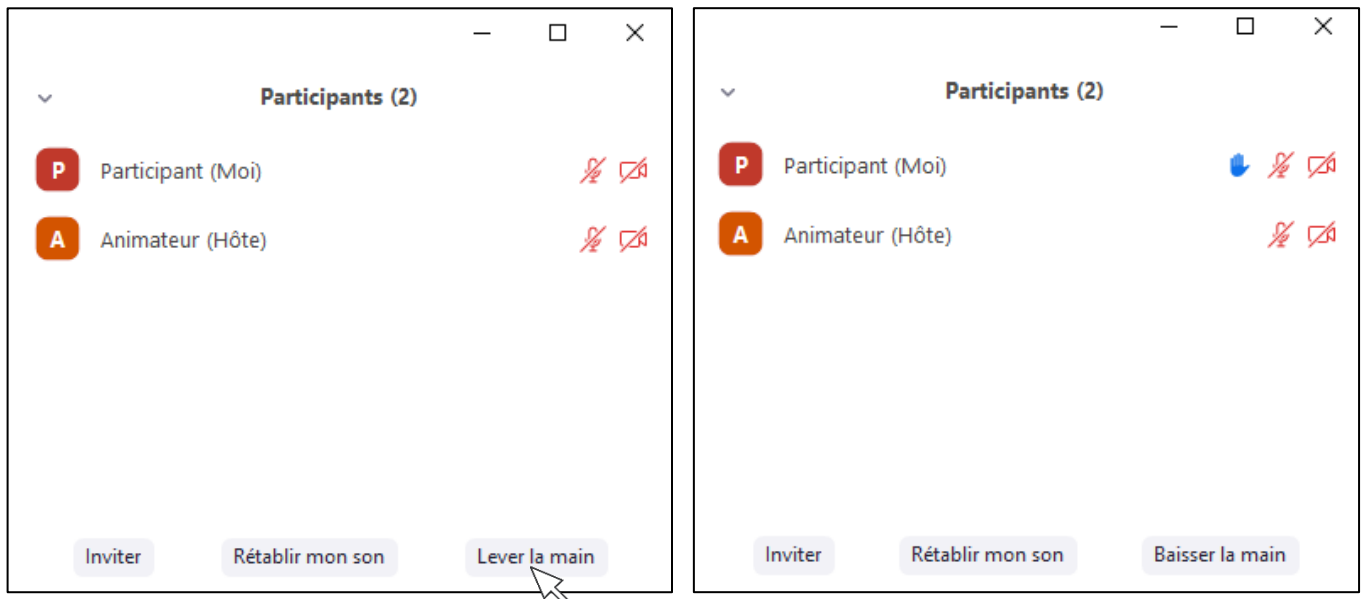 Participants (2)
P Participant (Moi)
A Animateur (Hôte)
Inviter Rétablir mon son Lever la main
Participants (2)
P Participant (Moi)
A Animateur (Hôte)
Inviter Rétablir mon son Baisser la main